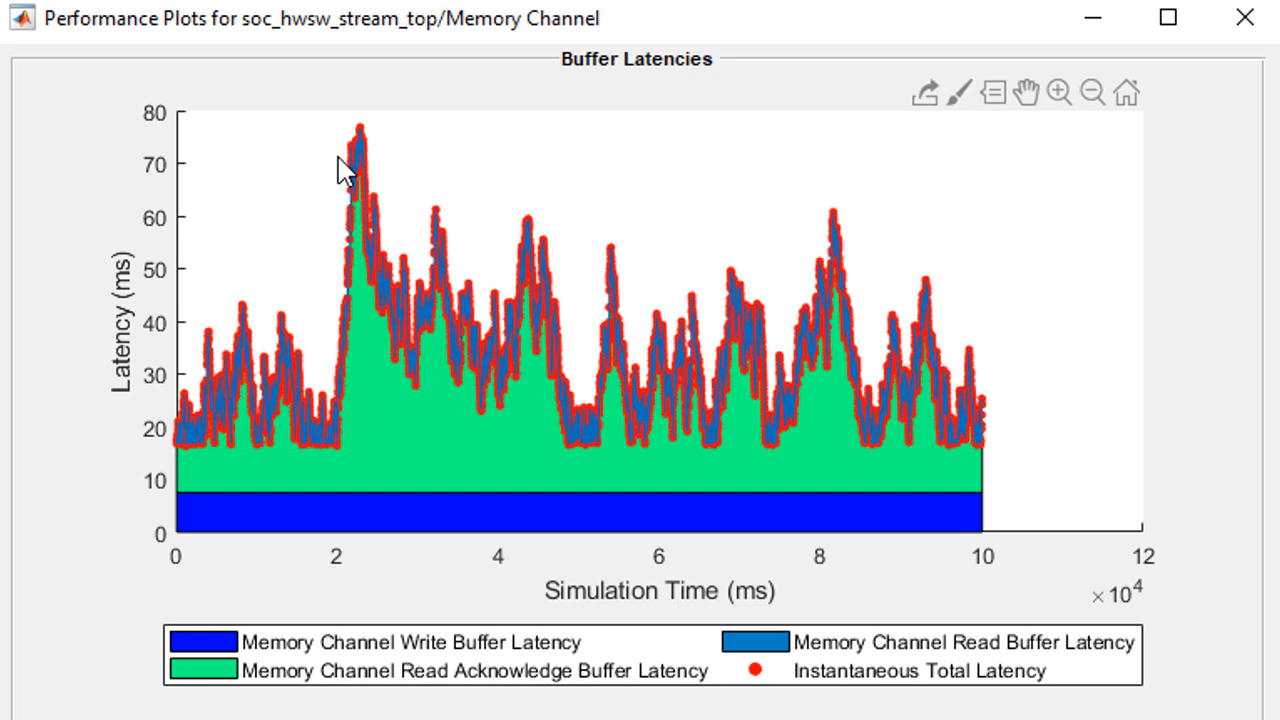 Performance Plots for soc_hwsw_stream_top/Memory Channel
Buffer Latencies
80
70
60
50
40
30
20
10
0
Latency (ms)
0 2 4 6 8 10 12
Simulation Time (ms)
×10⁴
Memory Channel Write Buffer Latency
Memory Channel Read Buffer Latency
Memory Channel Read Acknowledge Buffer Latency
Instantaneous Total Latency